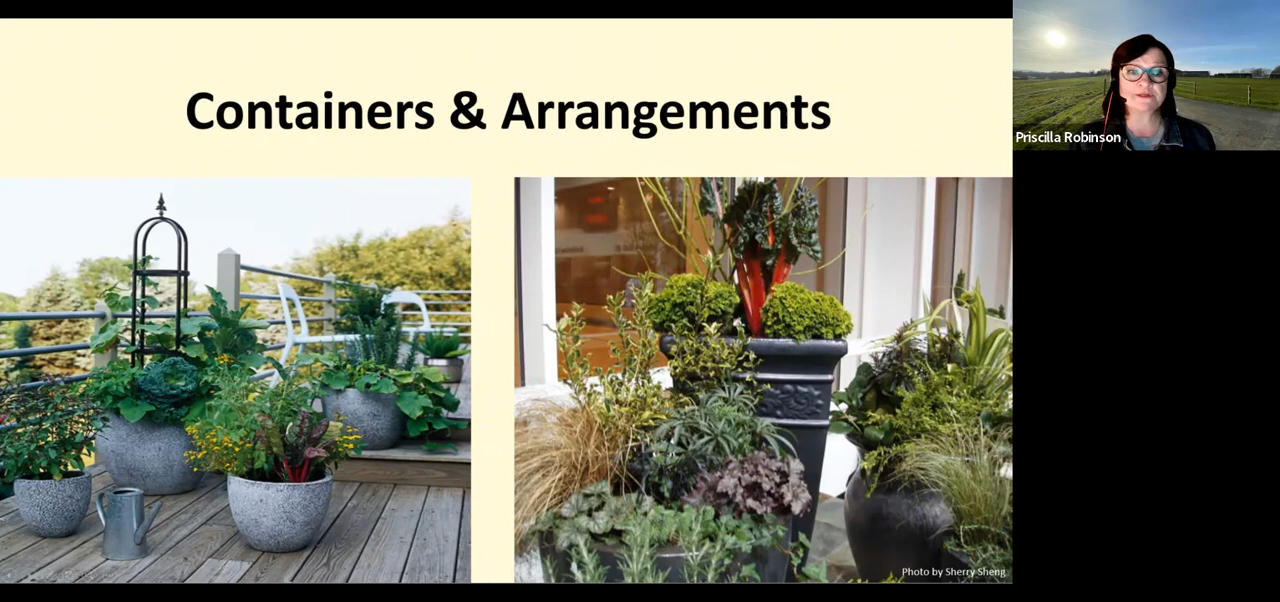 Containers & Arrangements
Priscilla Robinson
Photo by Sherry Sheng